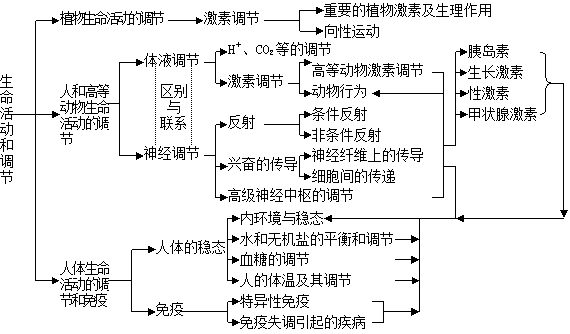 生命活动和调节
植物生命活动的调节
激素调节
重要的植物激素及生理作用
向性运动
人和高等
动物生命
活动的调
节
体液调节
H⁺、CO₂等的调节
激素调节
高等动物激素调节
动物行为
区别
与
联系
神经调节
反射
条件反射
非条件反射
兴奋的传导
神经纤维上的传导
细胞间的传递
高级神经中枢的调节
胰岛素
生长激素
性激素
甲状腺激素
人体生命
活动的调
节和免疫
人体的稳态
内环境与稳态
水和无机盐的平衡和调节
血糖的调节
人的体温及其调节
免疫
特异性免疫
免疫失调引起的疾病